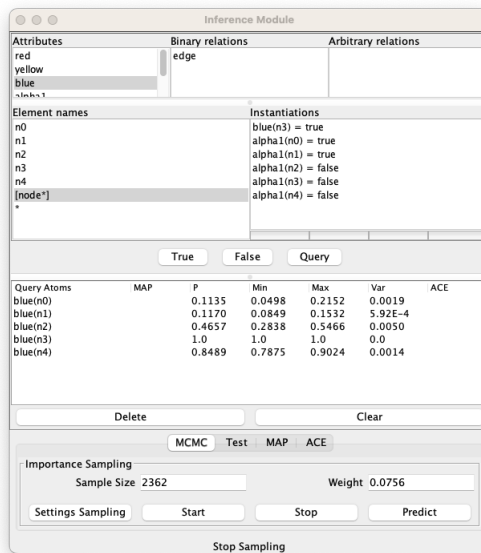 Inference Module
Attributes
Binary relations
Arbitrary relations
red
edge
yellow
blue
alpha1
Element names
Instantiations
n0
n1
n2
n3
n4
[node*]
*
blue(n3) = true
alpha1(n0) = true
alpha1(n1) = true
alpha1(n2) = false
alpha1(n3) = false
alpha1(n4) = false
True False Query
Query Atoms MAP P Min Max Var ACE
blue(n0) 0.1135 0.0498 0.2152 0.0019
blue(n1) 0.1170 0.0849 0.1532 5.92E-4
blue(n2) 0.4657 0.2838 0.5466 0.0050
blue(n3) 1.0 1.0 1.0 0.0
blue(n4) 0.8489 0.7875 0.9024 0.0014
Delete Clear
MCMC Test MAP ACE
Importance Sampling
Sample Size 2362 Weight 0.0756
Settings Sampling Start Stop Predict
Stop Sampling